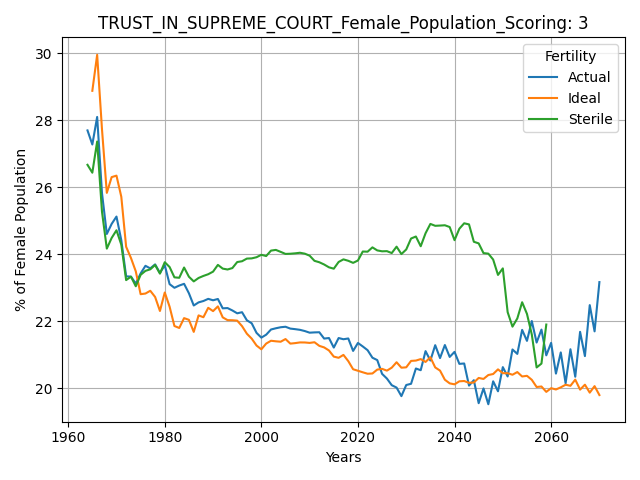 TRUST_IN_SUPREME_COURT_Female_Population_Scoring: 3
Fertility
Actual
Ideal
Sterile
% of Female Population
30
28
26
24
22
20
1960
1980
2000
2020
2040
2060
Years